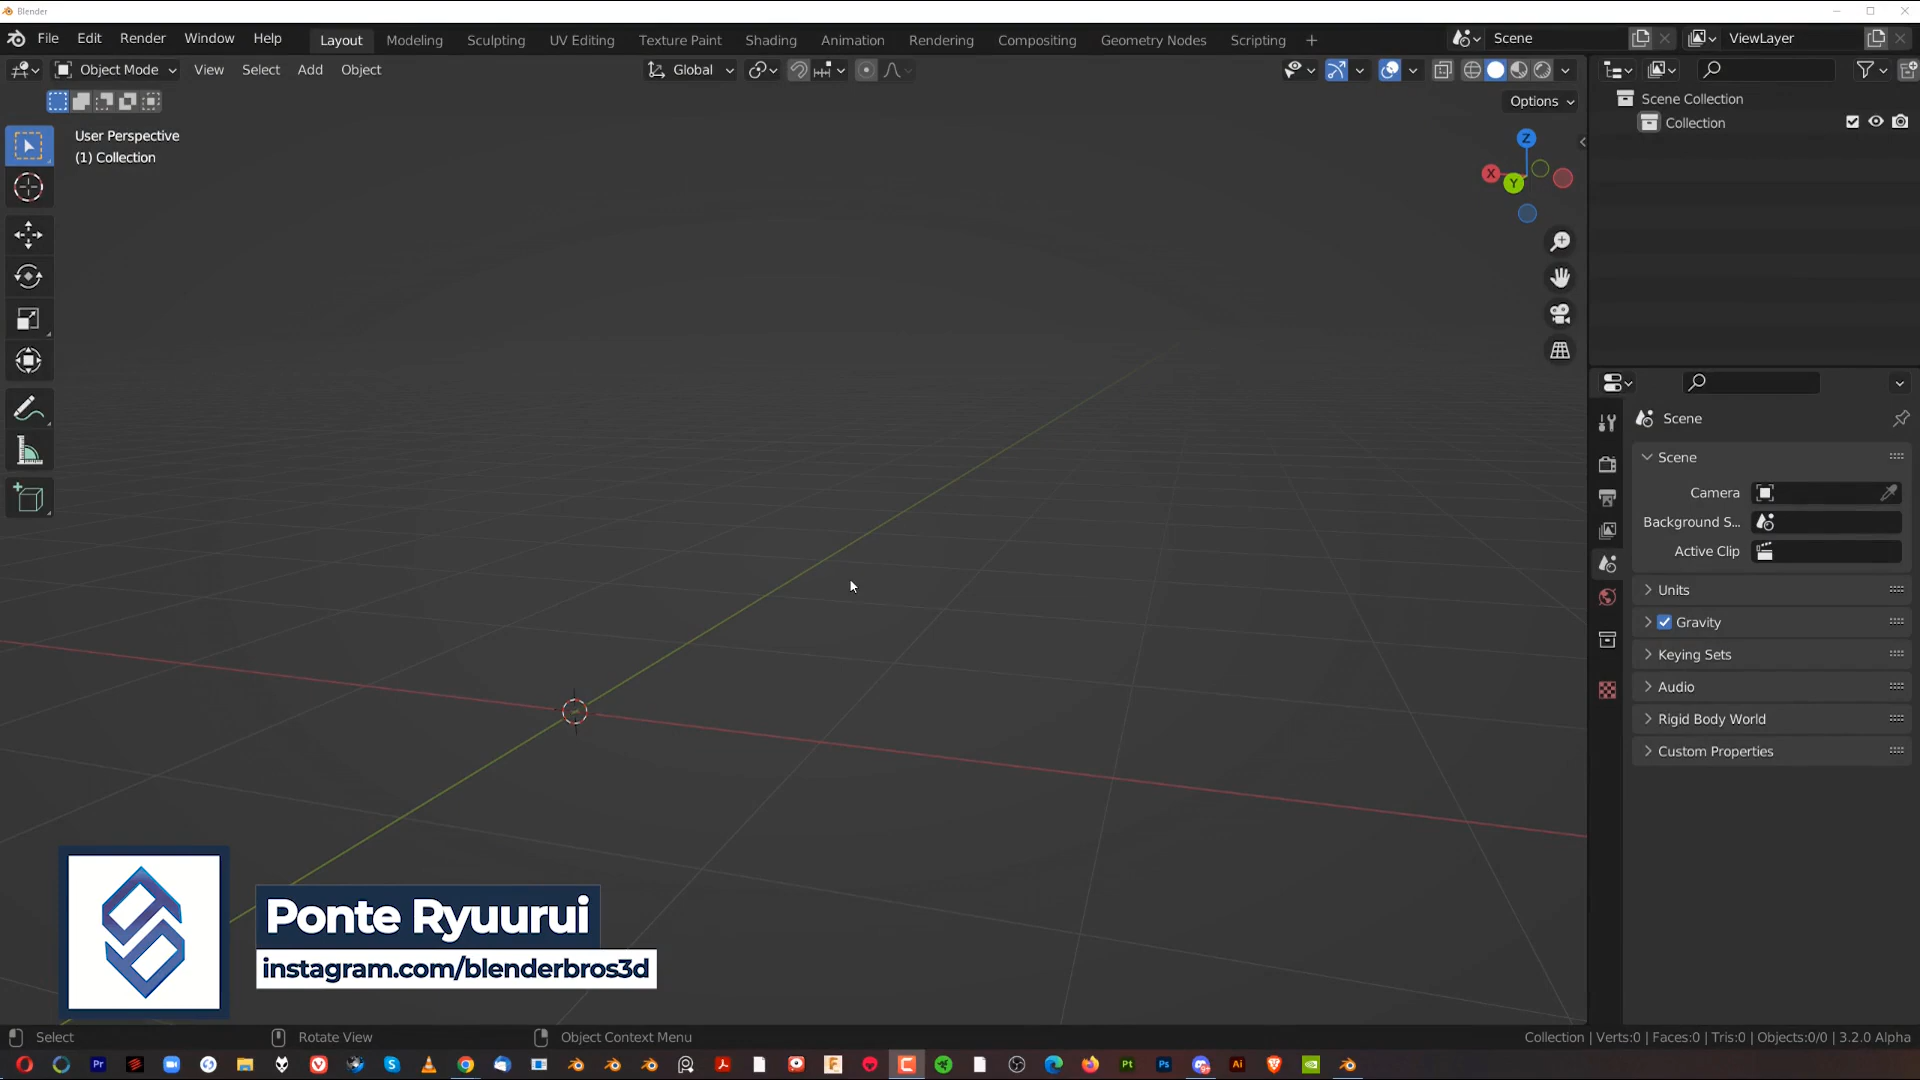 Blender
File Edit Render Window Help Layout Modeling Sculpting UV Editing Texture Paint Shading Animation Rendering Compositing Geometry Nodes Scripting + Scene ViewLayer
Object Mode View Select Add Object Global
Options
User Perspective
(1) Collection
Z
X
Y
Scene Collection
Collection
Scene
Scene
Camera
Background S...
Active Clip
Units
Gravity
Keying Sets
Audio
Rigid Body World
Custom Properties
Ponte Ryuurui
instagram.com/blenderbros3d
Select Rotate View Object Context Menu Collection | Verts:0 | Faces:0 | Tris:0 | Objects:0/0 | 3.2.0 Alpha
Pr S F C Pt Ps Ai